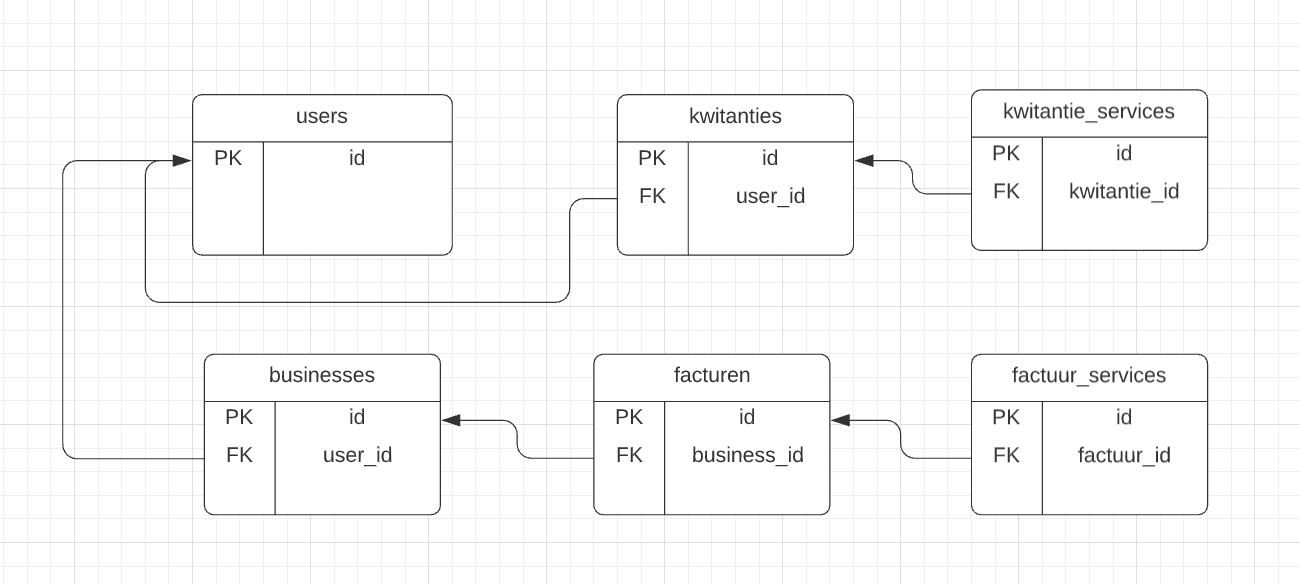 users
PK id
kwitanties
PK id
FK user_id
kwitantie_services
PK id
FK kwitantie_id
businesses
PK id
FK user_id
facturen
PK id
FK business_id
factuur_services
PK id
FK factuur_id